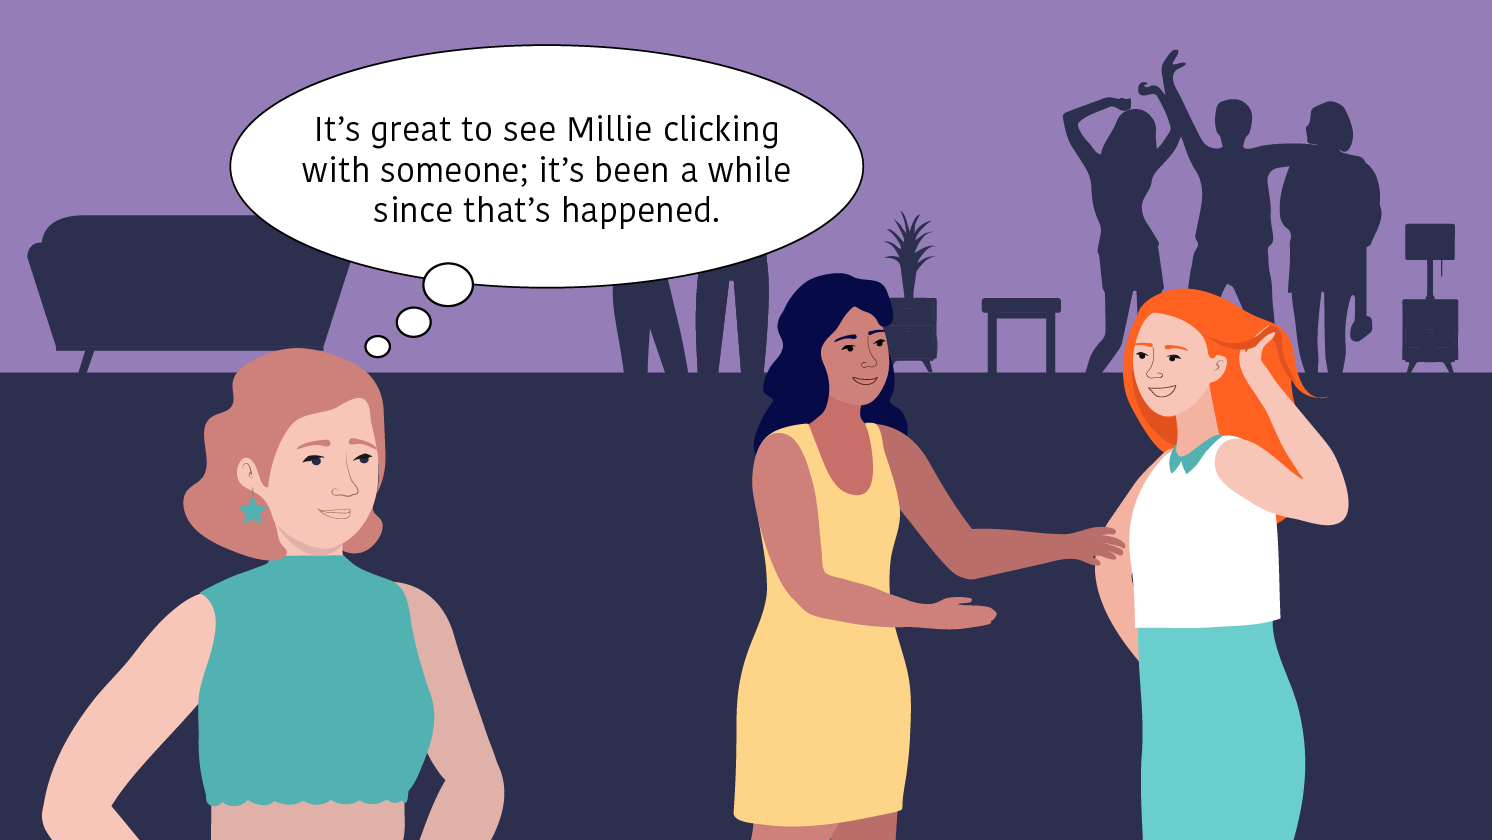 It’s great to see Millie clicking
with someone; it’s been a while
since that’s happened.